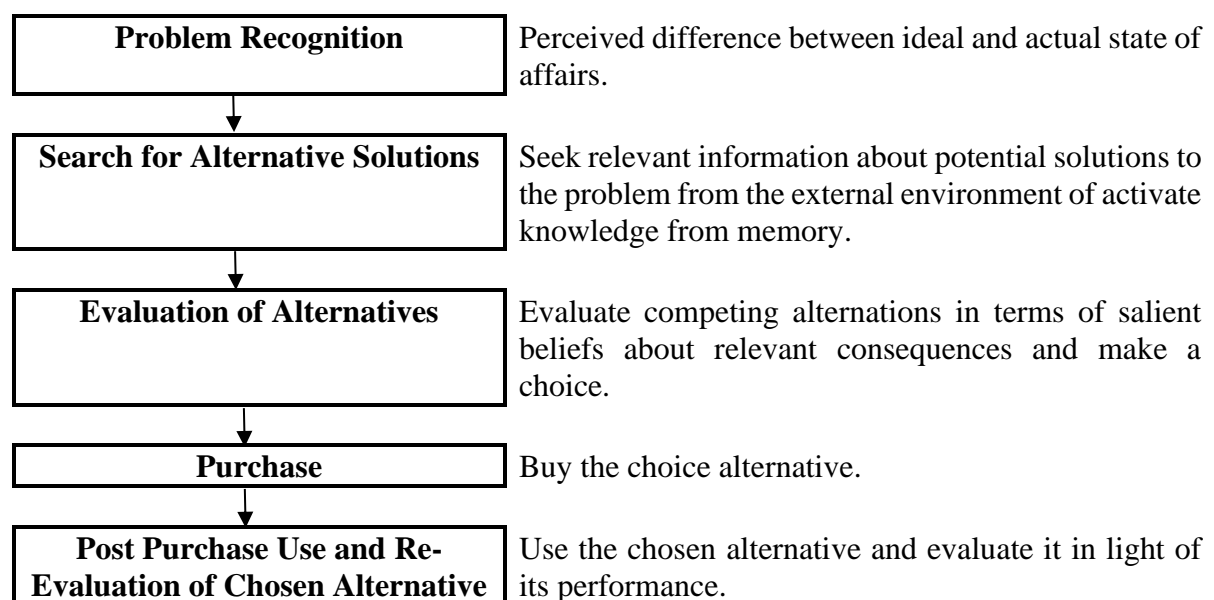 Problem Recognition
Perceived difference between ideal and actual state of
affairs.
Search for Alternative Solutions
Seek relevant information about potential solutions to
the problem from the external environment of activate
knowledge from memory.
Evaluation of Alternatives
Evaluate competing alternations in terms of salient
beliefs about relevant consequences and make a
choice.
Purchase
Buy the choice alternative.
Post Purchase Use and Re-
Evaluation of Chosen Alternative
Use the chosen alternative and evaluate it in light of
its performance.